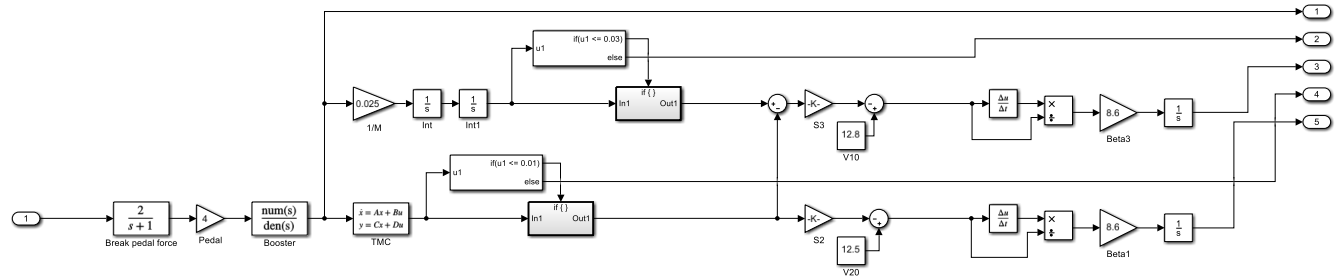 1
if(u1 <= 0.03)
u1
else
2
3
0.025
1/M
1
s
Int
1
s
Int1
if { }
In1 Out1
+
−
-K-
S3
−
+
12.8
V10
Δu
Δt
×
÷
8.6
Beta3
1
s
4
5
if(u1 <= 0.01)
u1
else
1
2
s + 1
Break pedal force
4
Pedal
num(s)
den(s)
Booster
ẋ = Ax + Bu
y = Cx + Du
TMC
if { }
In1 Out1
-K-
S2
−
+
12.5
V20
Δu
Δt
×
÷
8.6
Beta1
1
s